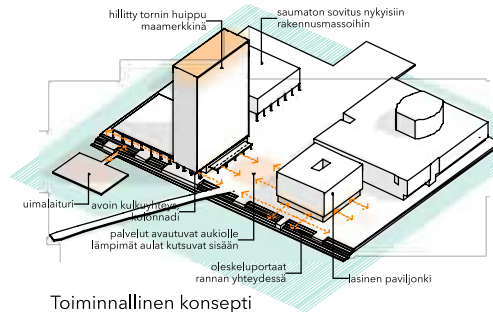 hillitty tornin huippu
maamerkkinä
saumaton sovitus nykyisiin
rakennusmassoihin
uimalaituri
avoin kulkuyhteys
kolonnadi
palvelut avautuvat aukiolle
lämpimät aulat kutsuvat sisään
oleskeluportaat
rannan yhteydessä
lasinen paviljonki
Toiminnallinen konsepti